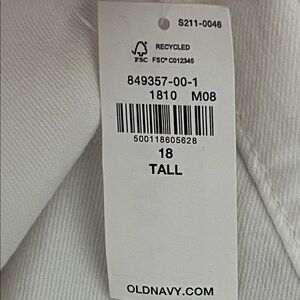 S211-0046
RECYCLED
FSC FSC® C012345
849357-00-1
1810 M08
500118605628
18
TALL
OLDNAVY.COM